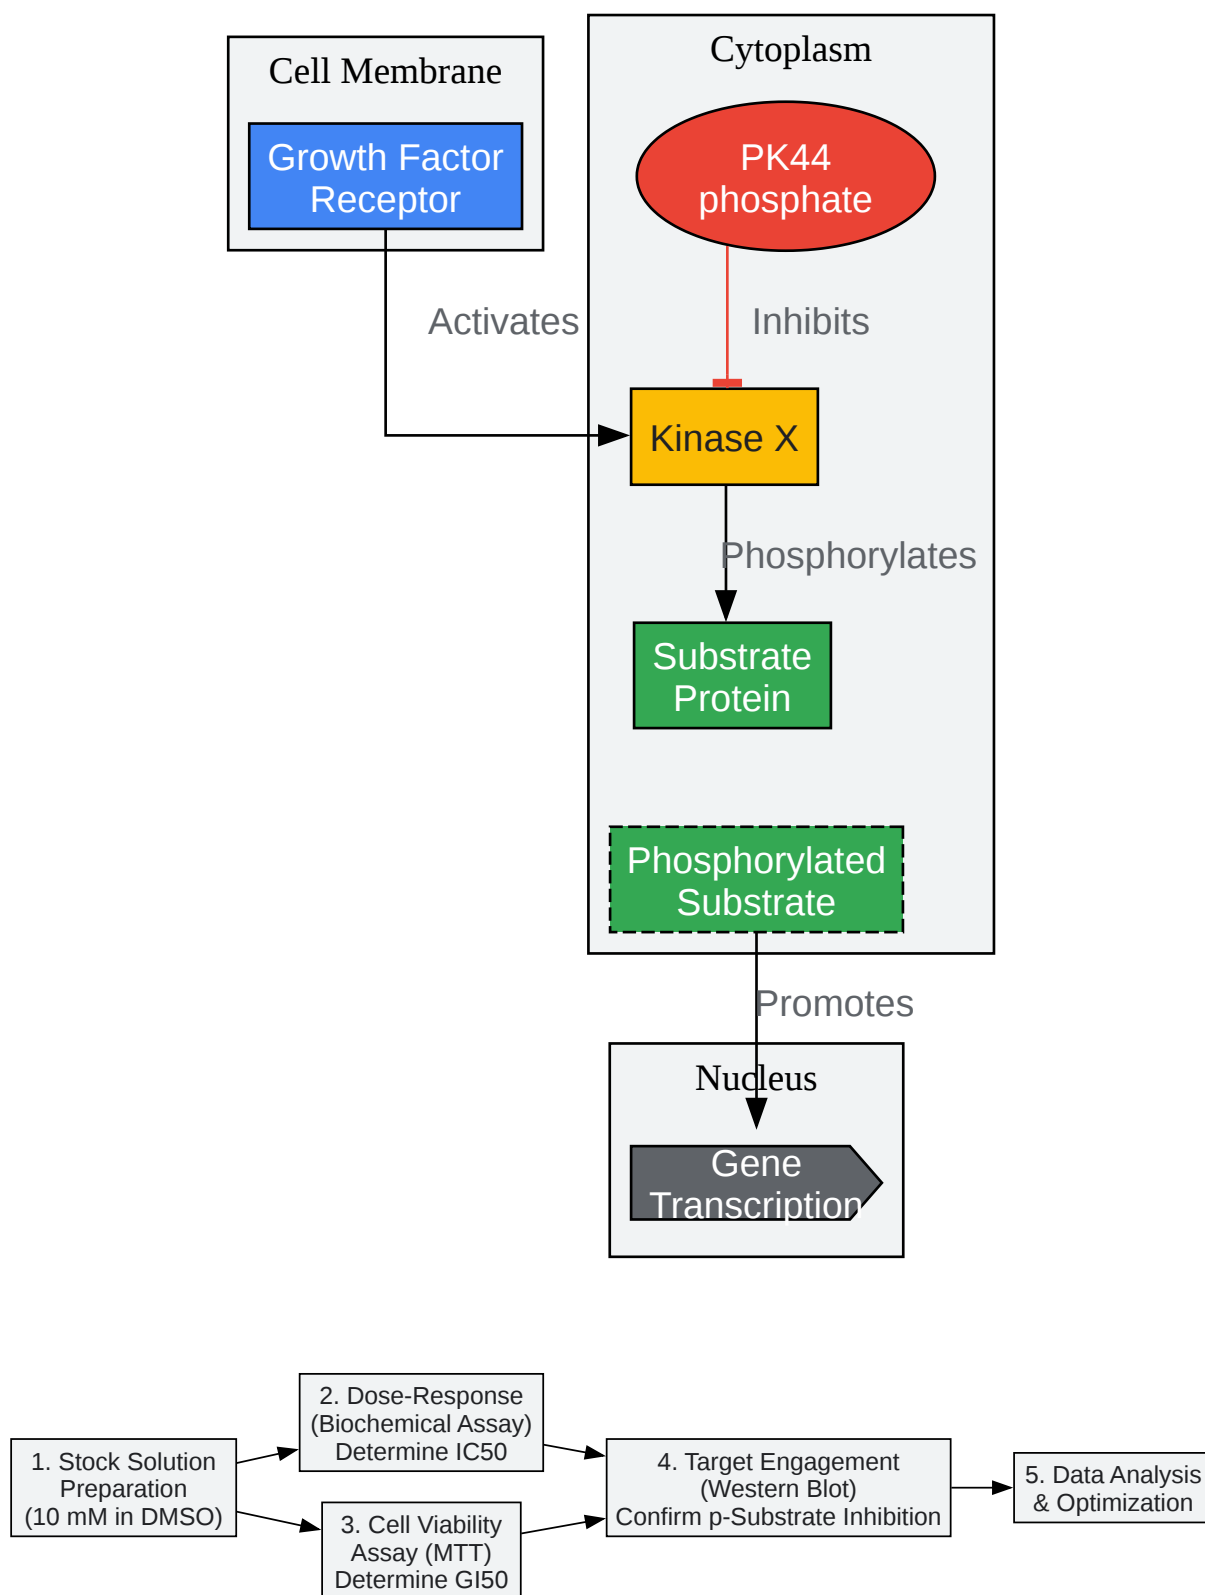 Cell Membrane
Growth Factor
Receptor
Cytoplasm
PK44
phosphate
Activates
Inhibits
Kinase X
Phosphorylates
Substrate
Protein
Phosphorylated
Substrate
Promotes
Nucleus
Gene
Transcription
1. Stock Solution
Preparation
(10 mM in DMSO)
2. Dose-Response
(Biochemical Assay)
Determine IC50
3. Cell Viability
Assay (MTT)
Determine GI50
4. Target Engagement
(Western Blot)
Confirm p-Substrate Inhibition
5. Data Analysis
& Optimization